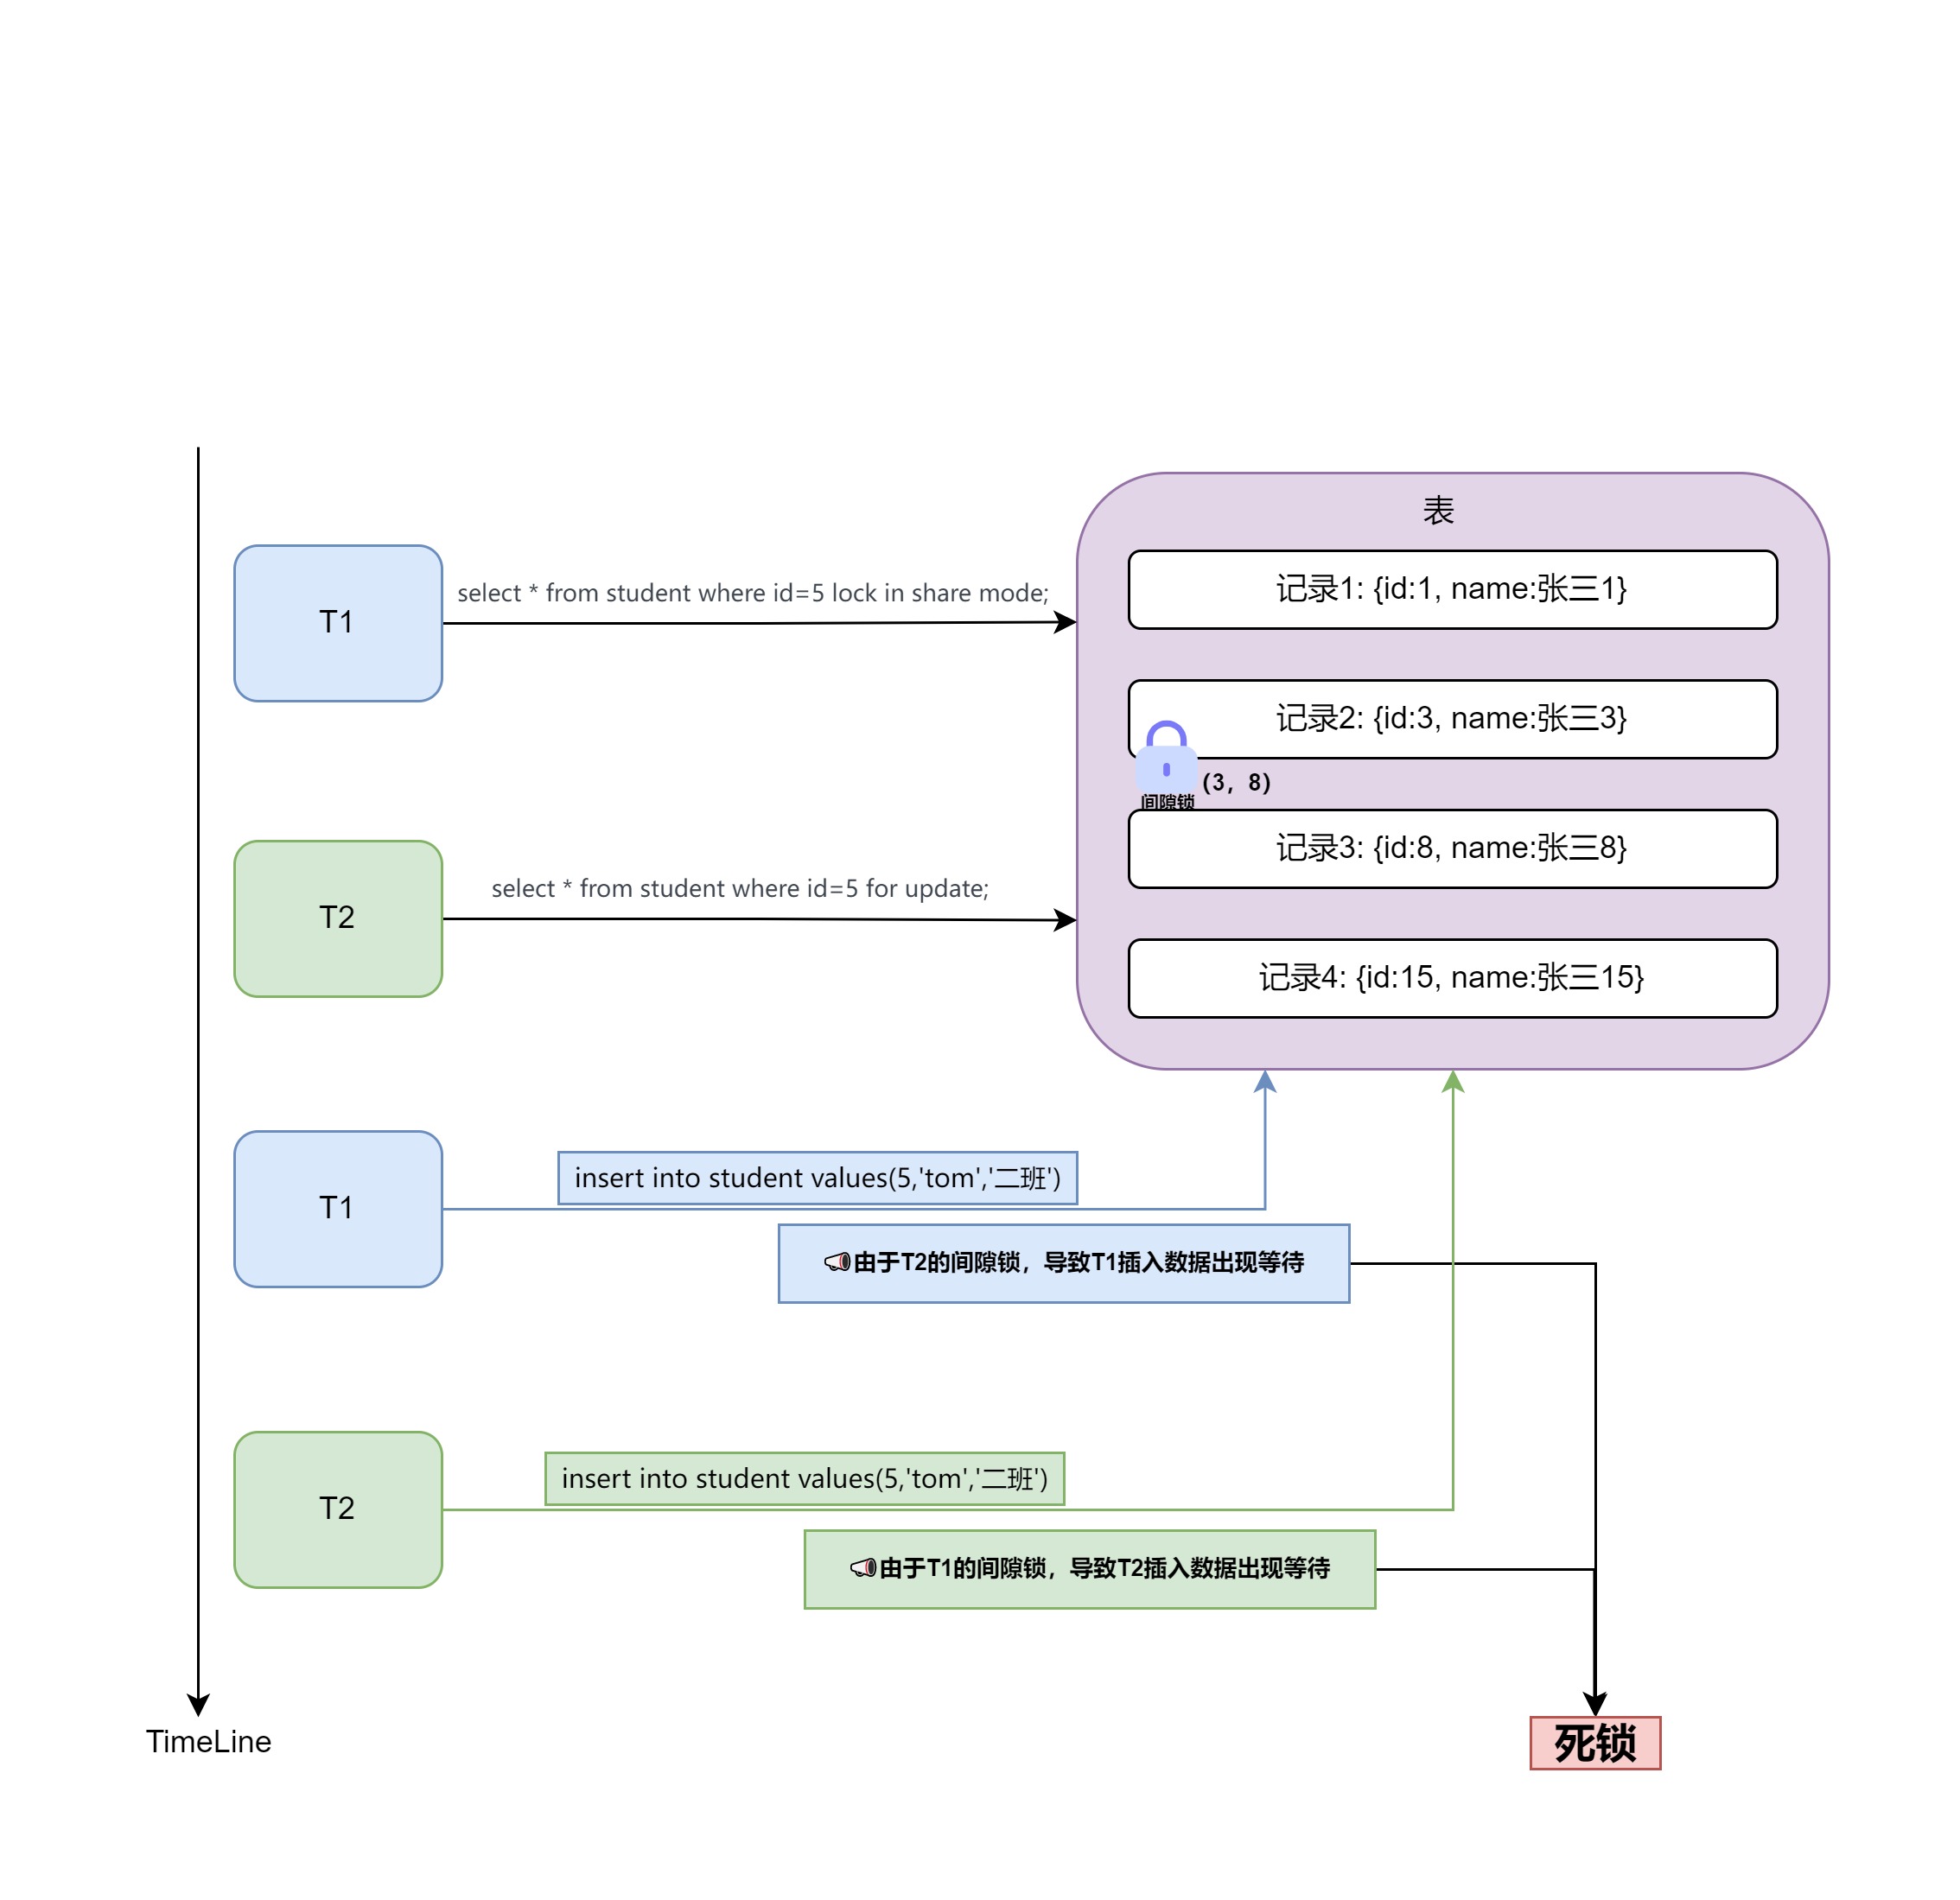 表
记录1: {id:1, name:张三1}
T1
select * from student where id=5 lock in share mode;
记录2: {id:3, name:张三3}
（3，8）
间隙锁
记录3: {id:8, name:张三8}
T2
select * from student where id=5 for update;
记录4: {id:15, name:张三15}
T1
insert into student values(5,'tom','二班')
由于T2的间隙锁，导致T1插入数据出现等待
T2
insert into student values(5,'tom','二班')
由于T1的间隙锁，导致T2插入数据出现等待
TimeLine
死锁